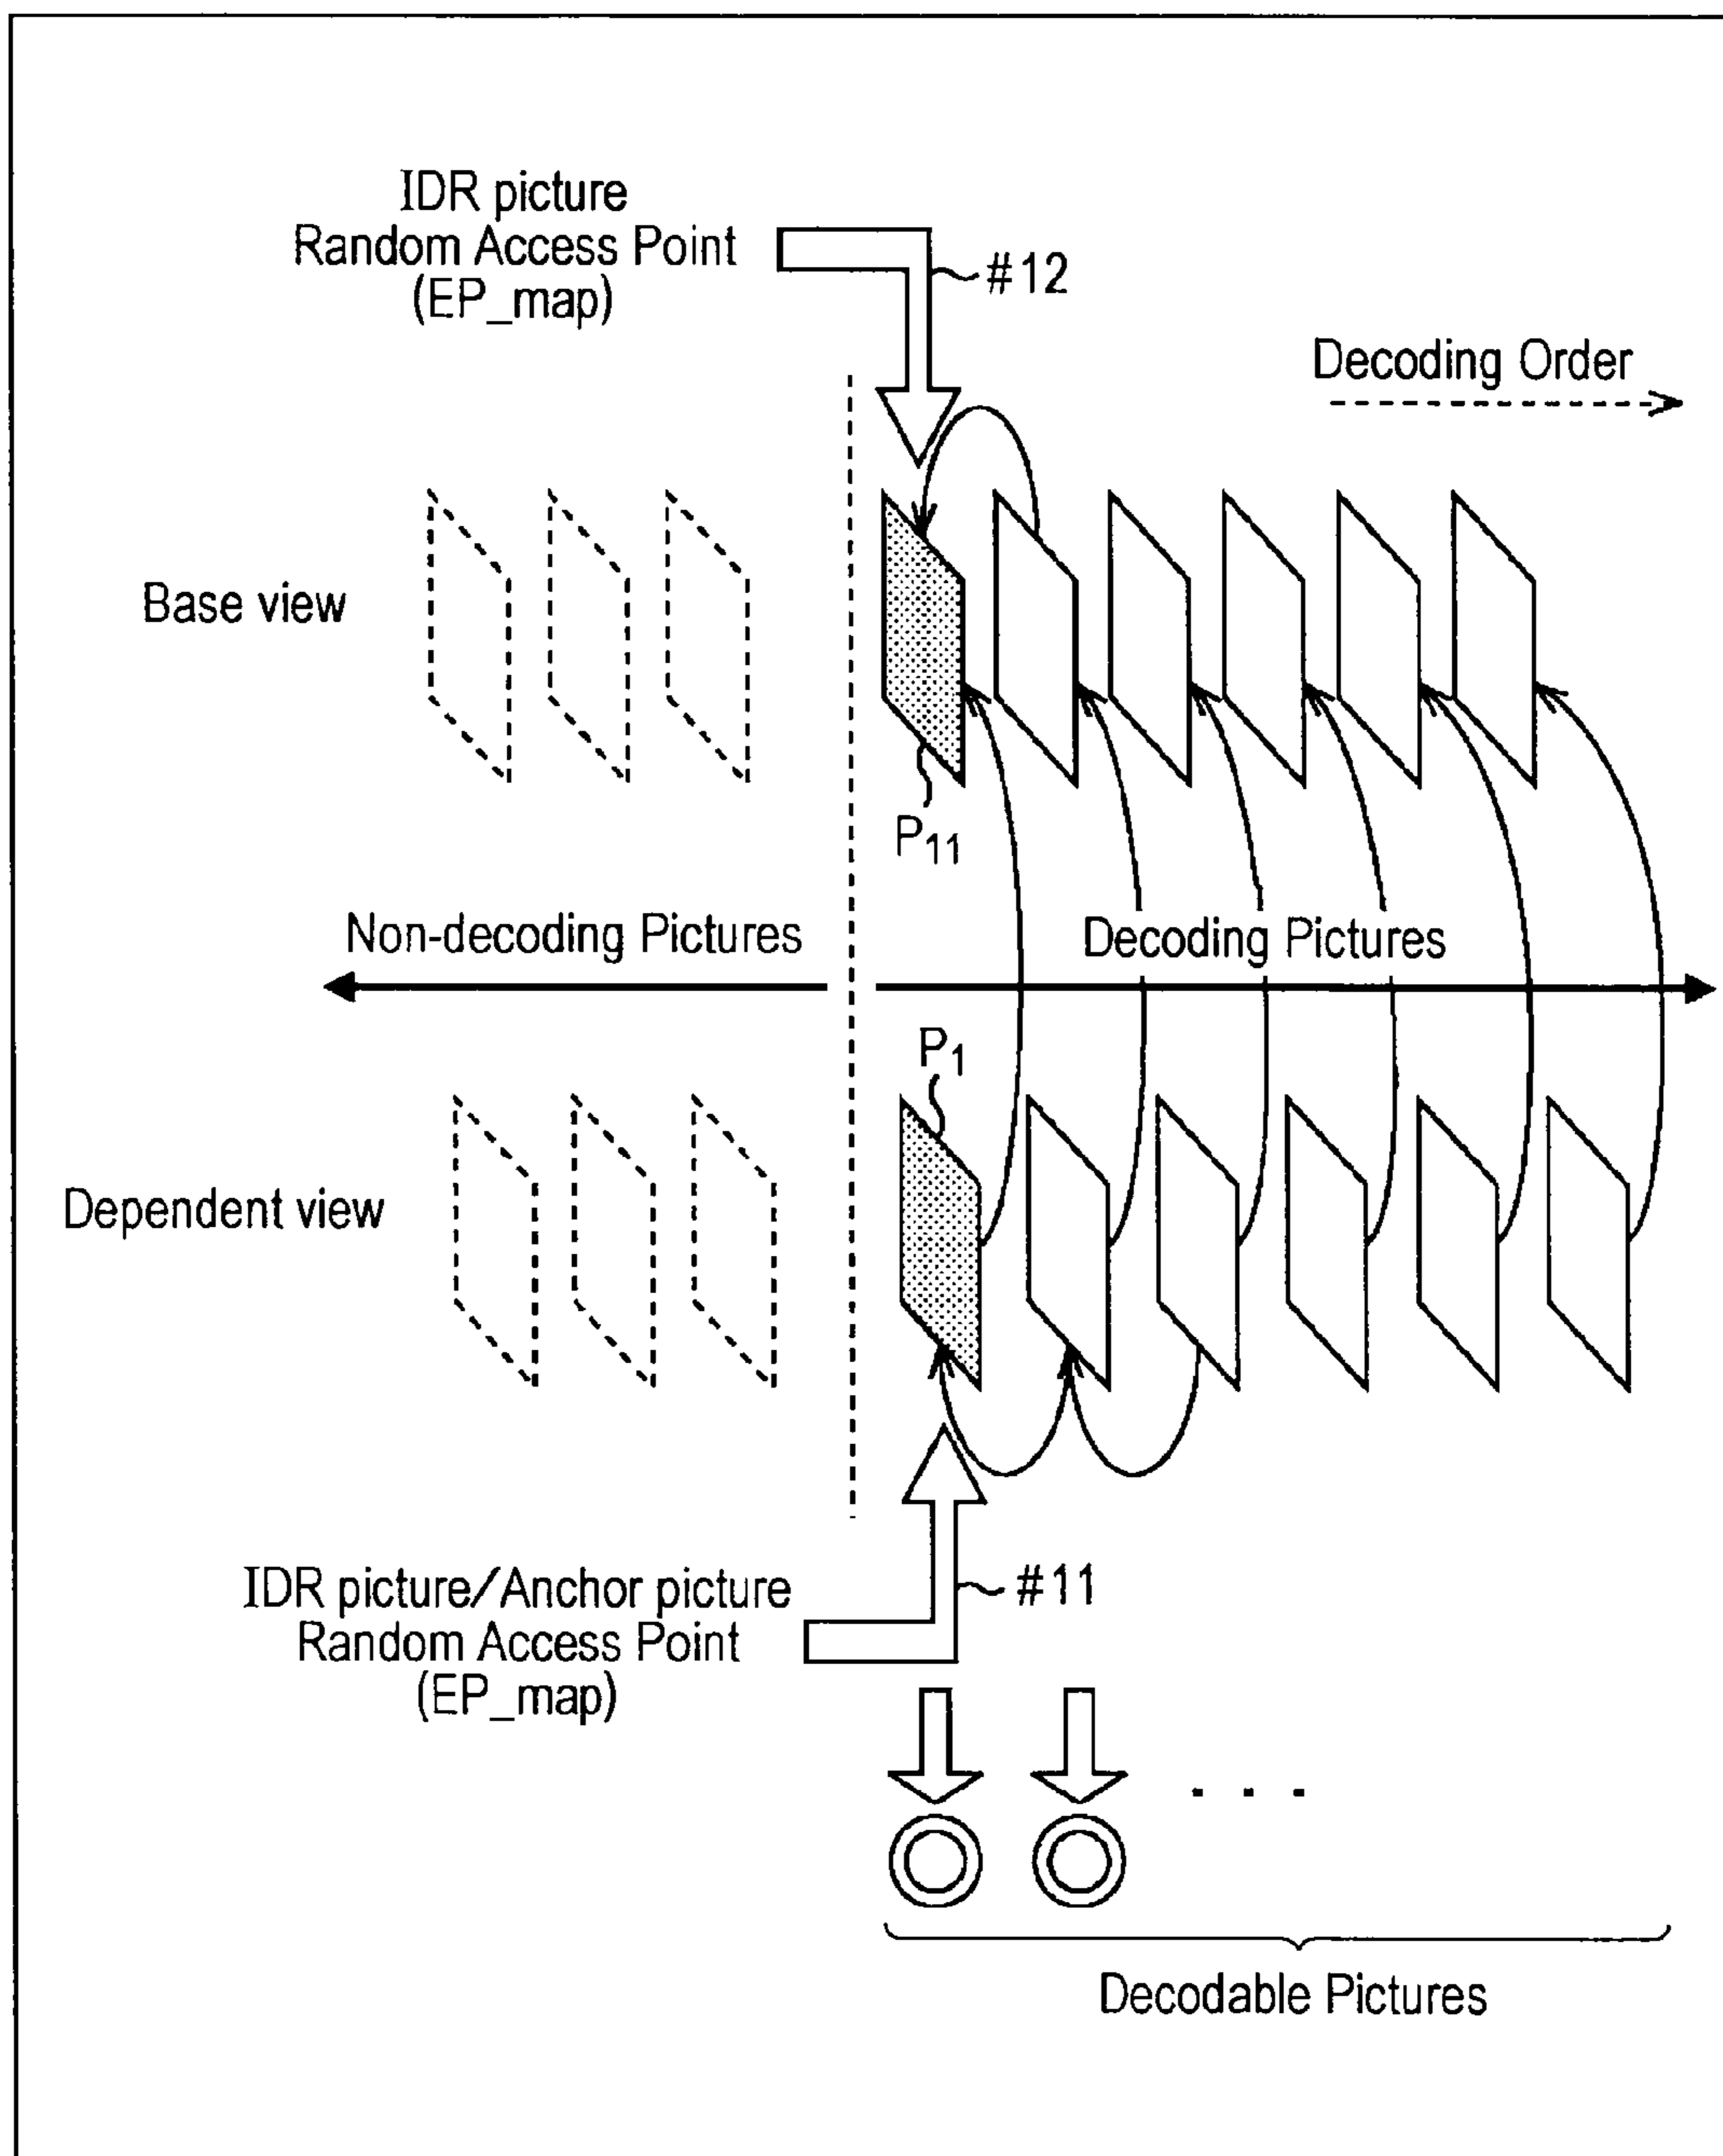 IDR picture
Random Access Point
(EP_map)
#12
Decoding Order
Base view
P11
Non-decoding Pictures
Decoding Pictures
P1
Dependent view
IDR picture/Anchor picture
Random Access Point
(EP_map)
#11
. . .
Decodable Pictures